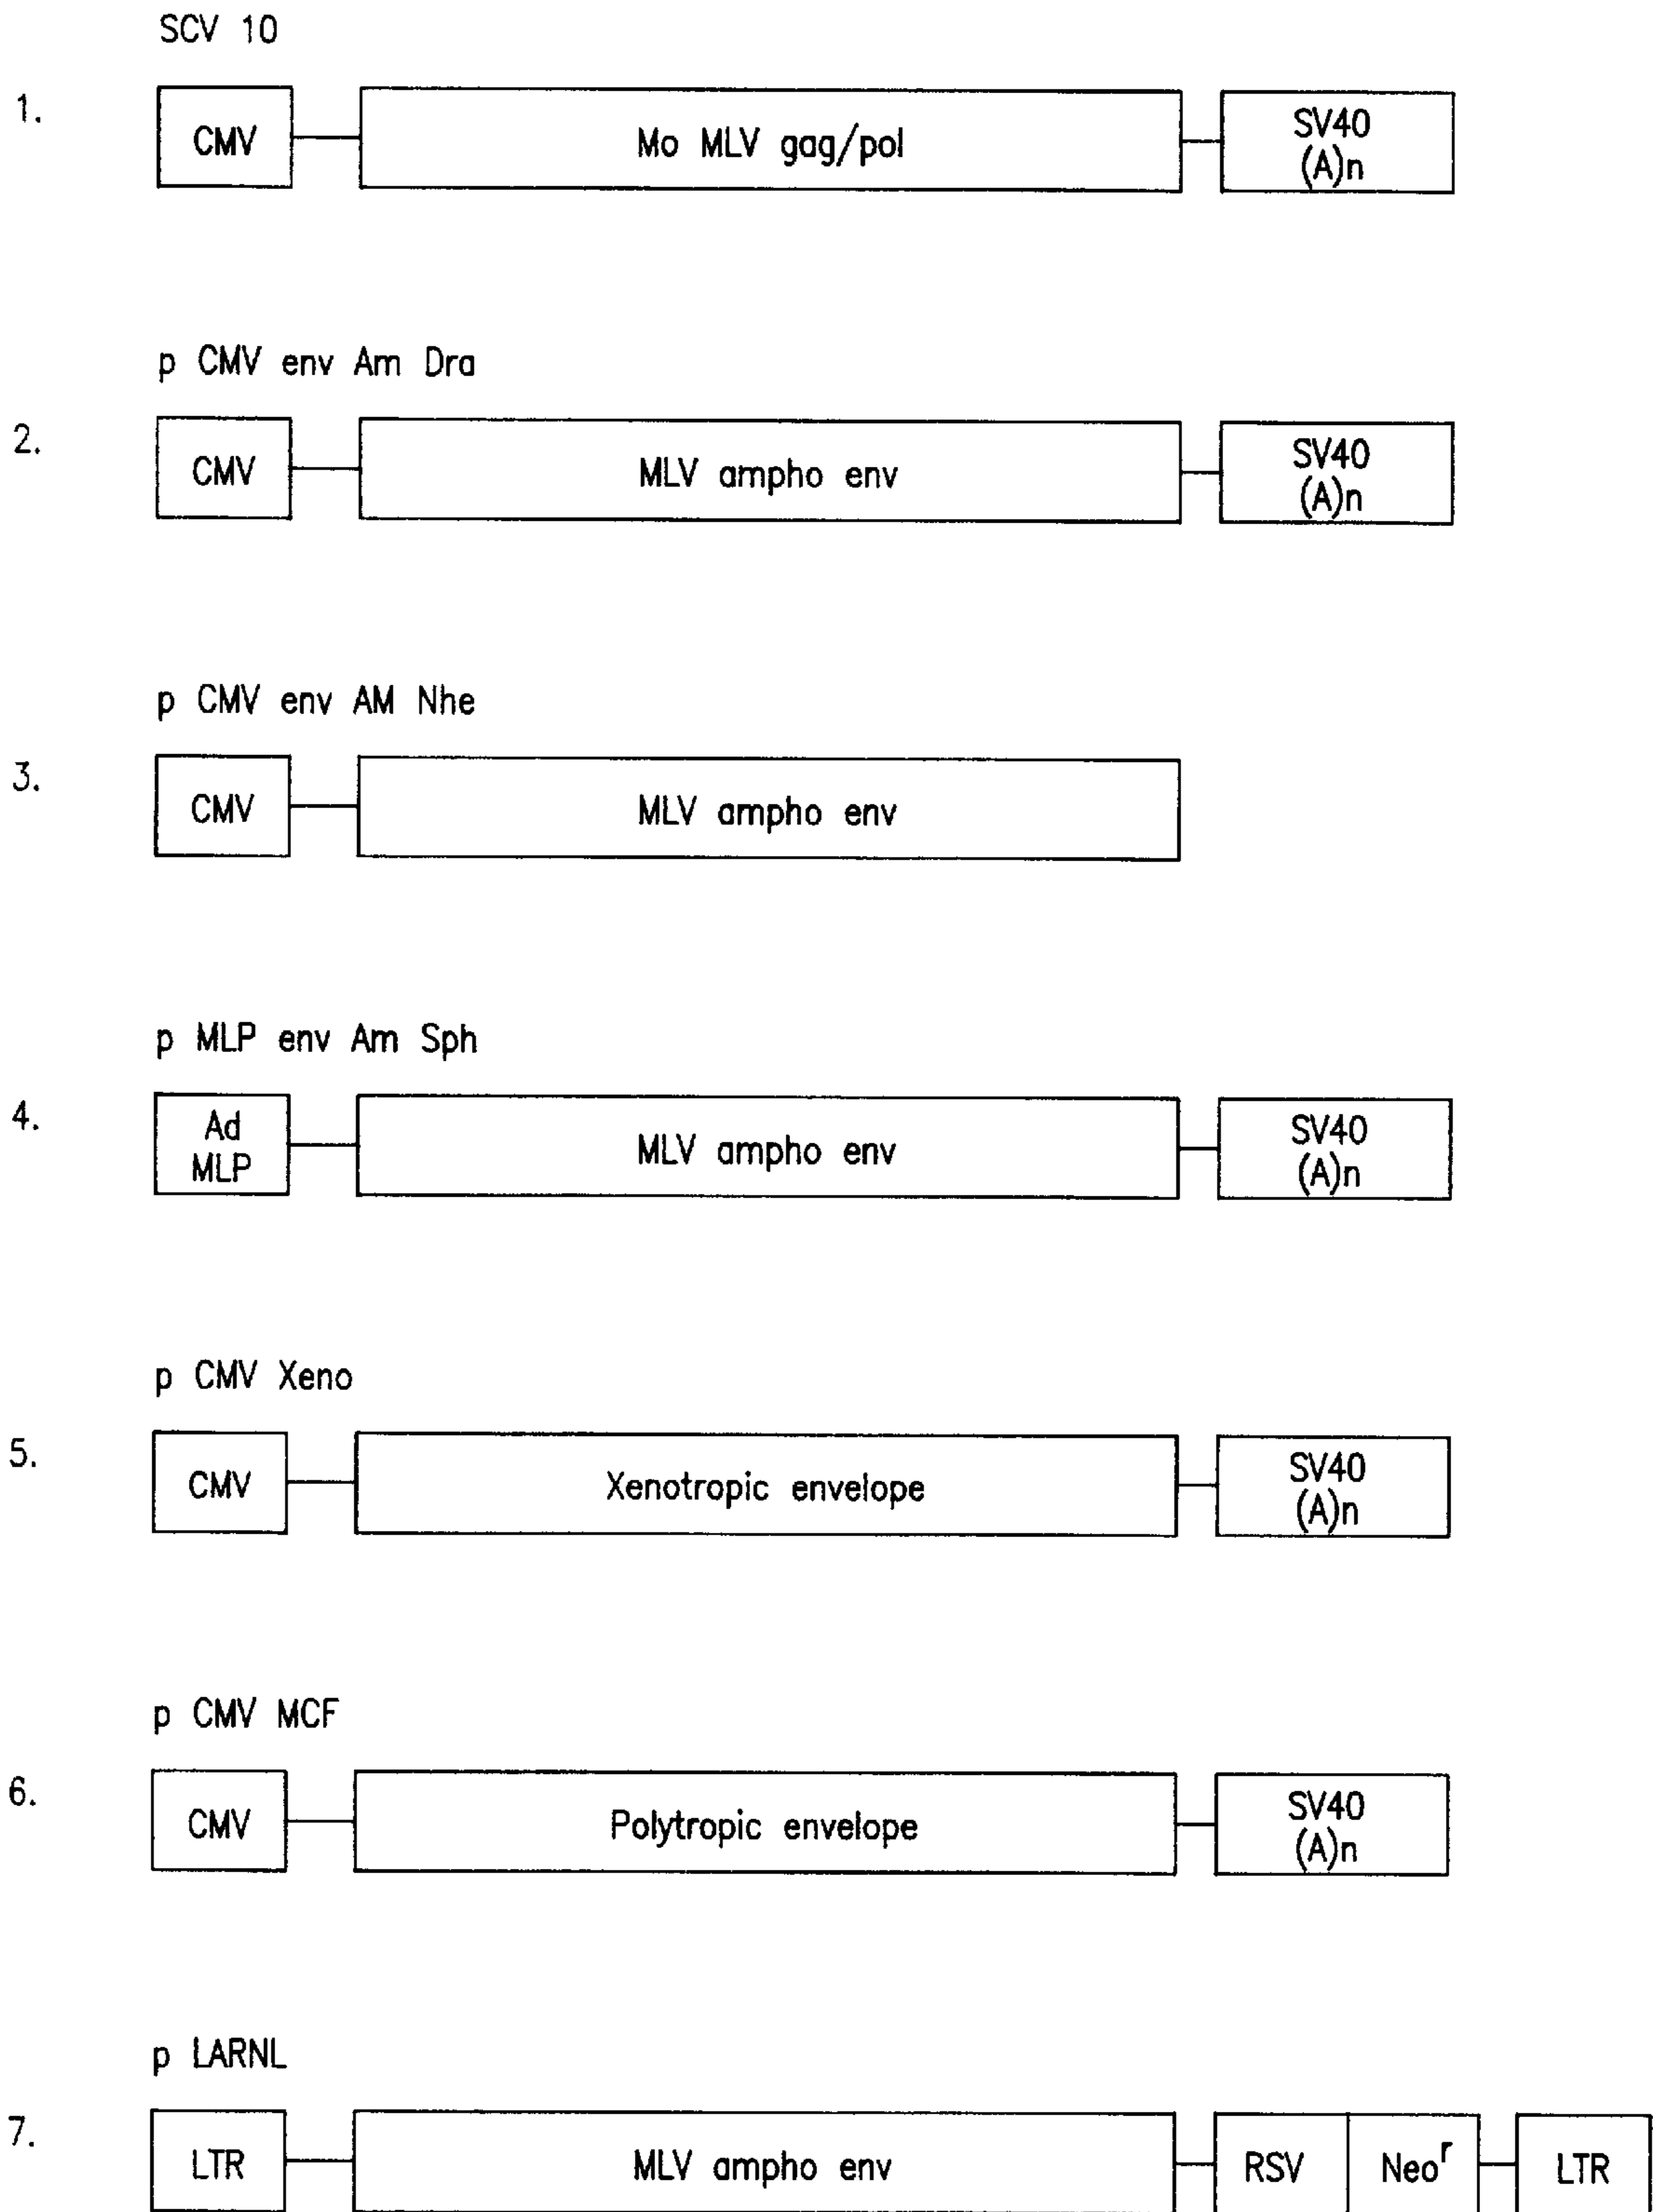 SCV 10
1.
CMV
Mo MLV gag/pol
SV40
(A)n
p CMV env Am Dra
2.
CMV
MLV ampho env
SV40
(A)n
p CMV env AM Nhe
3.
CMV
MLV ampho env
p MLP env Am Sph
4.
Ad
MLP
MLV ampho env
SV40
(A)n
p CMV Xeno
5.
CMV
Xenotropic envelope
SV40
(A)n
p CMV MCF
6.
CMV
Polytropic envelope
SV40
(A)n
p LARNL
7.
LTR
MLV ampho env
RSV
Neoʳ
LTR